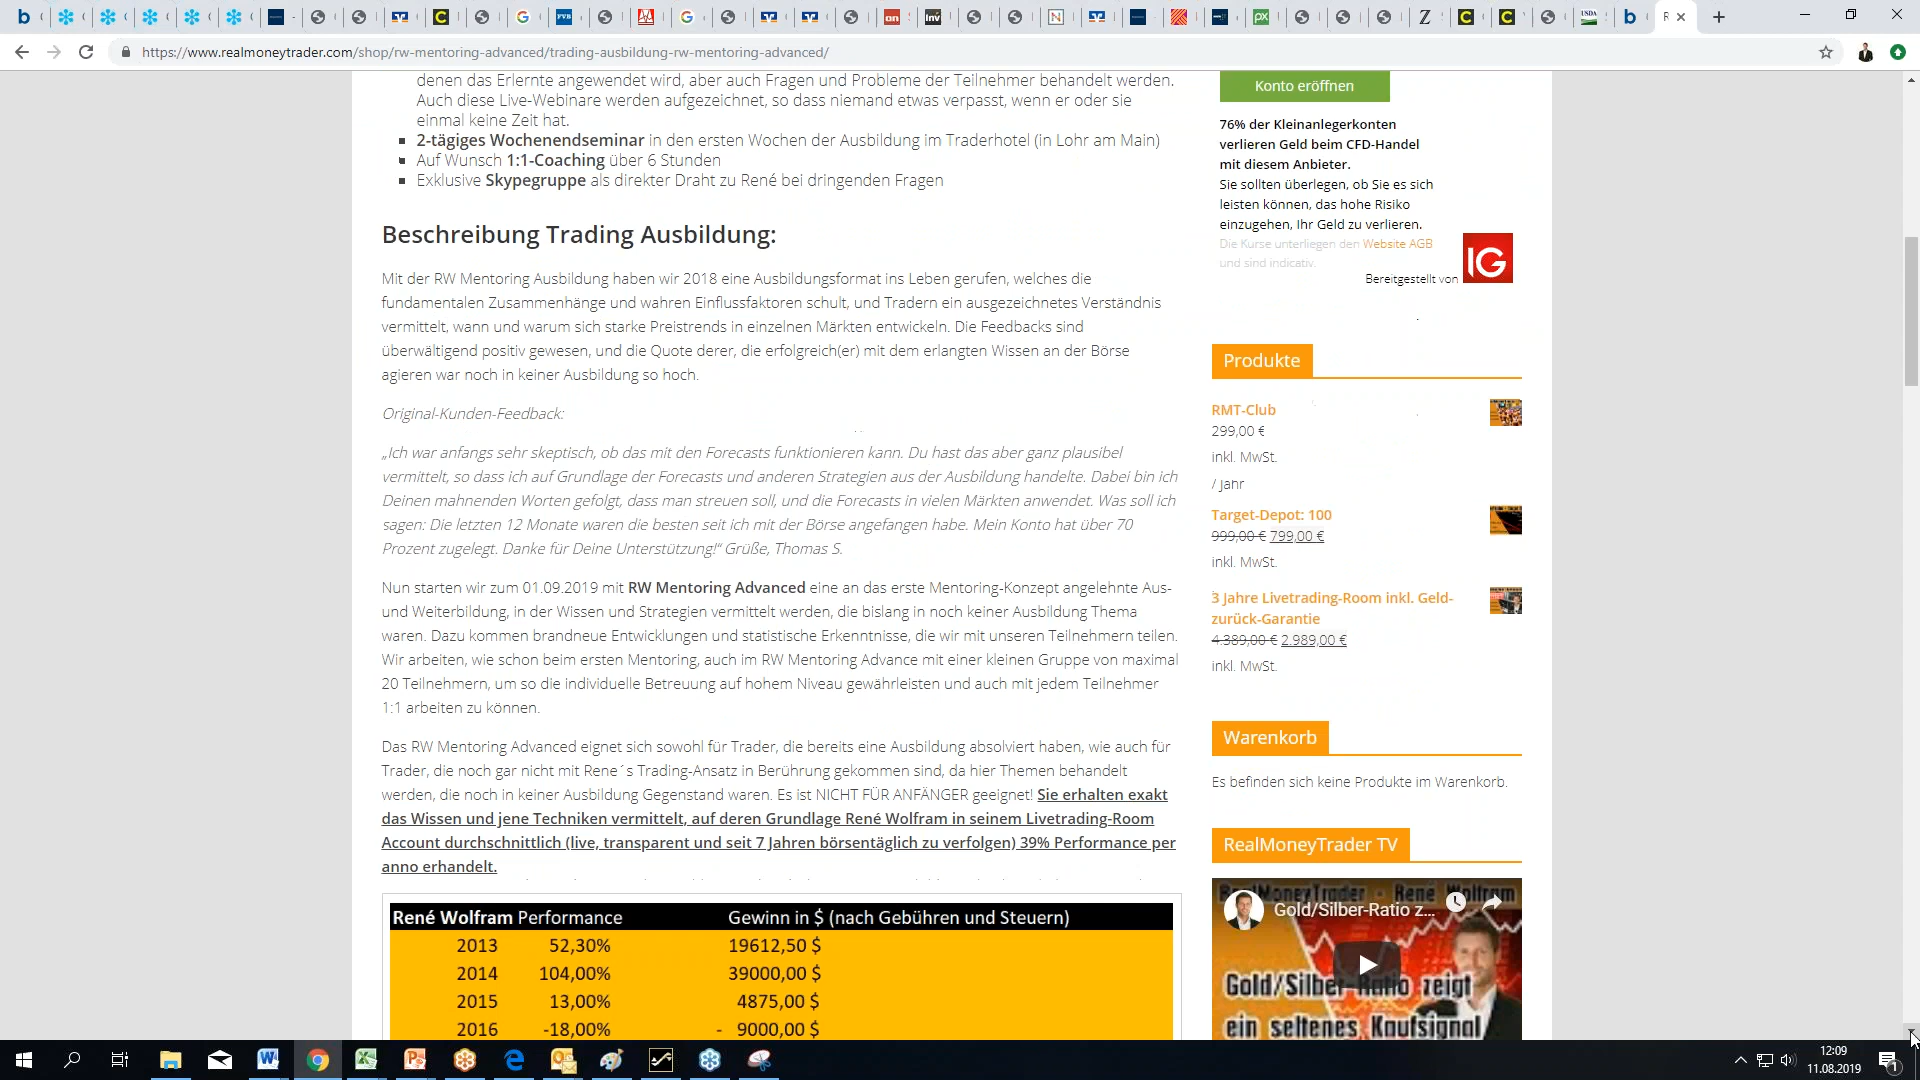 https://www.realmoneytrader.com/shop/rw-mentoring-advanced/trading-ausbildung-rw-mentoring-advanced/
denen das Erlernte angewendet wird, aber auch Fragen und Probleme der Teilnehmer behandelt werden.
Auch diese Live-Webinare werden aufgezeichnet, so dass niemand etwas verpasst, wenn er oder sie
einmal keine Zeit hat.
2-tägiges Wochenendseminar in den ersten Wochen der Ausbildung im Traderhotel (in Lohr am Main)
Auf Wunsch 1:1-Coaching über 6 Stunden
Exklusive Skypegruppe als direkter Draht zu René bei dringenden Fragen
Beschreibung Trading Ausbildung:
Mit der RW Mentoring Ausbildung haben wir 2018 eine Ausbildungsformat ins Leben gerufen, welches die
fundamentalen Zusammenhänge und wahren Einflussfaktoren schult, und Tradern ein ausgezeichnetes Verständnis
vermittelt, wann und warum sich starke Preistrends in einzelnen Märkten entwickeln. Die Feedbacks sind
überwältigend positiv gewesen, und die Quote derer, die erfolgreich(er) mit dem erlangten Wissen an der Börse
agieren war noch in keiner Ausbildung so hoch.
Original-Kunden-Feedback:
„Ich war anfangs sehr skeptisch, ob das mit den Forecasts funktionieren kann. Du hast das aber ganz plausibel
vermittelt, so dass ich auf Grundlage der Forecasts und anderen Strategien aus der Ausbildung handelte. Dabei bin ich
Deinen mahnenden Worten gefolgt, dass man streuen soll, und die Forecasts in vielen Märkten anwendet. Was soll ich
sagen: Die letzten 12 Monate waren die besten seit ich mit der Börse angefangen habe. Mein Konto hat über 70
Prozent zugelegt. Danke für Deine Unterstützung!“ Grüße, Thomas S.
Nun starten wir zum 01.09.2019 mit RW Mentoring Advanced eine an das erste Mentoring-Konzept angelehnte Aus-
und Weiterbildung, in der Wissen und Strategien vermittelt werden, die bislang in noch keiner Ausbildung Thema
waren. Dazu kommen brandneue Entwicklungen und statistische Erkenntnisse, die wir mit unseren Teilnehmern teilen.
Wir arbeiten, wie schon beim ersten Mentoring, auch im RW Mentoring Advance mit einer kleinen Gruppe von maximal
20 Teilnehmern, um so die individuelle Betreuung auf hohem Niveau gewährleisten und auch mit jedem Teilnehmer
1:1 arbeiten zu können.
Das RW Mentoring Advanced eignet sich sowohl für Trader, die bereits eine Ausbildung absolviert haben, wie auch für
Trader, die noch gar nicht mit Rene´s Trading-Ansatz in Berührung gekommen sind, da hier Themen behandelt
werden, die noch in keiner Ausbildung Gegenstand waren. Es ist NICHT FÜR ANFÄNGER geeignet! Sie erhalten exakt
das Wissen und jene Techniken vermittelt, auf deren Grundlage René Wolfram in seinem Livetrading-Room
Account durchschnittlich (live, transparent und seit 7 Jahren börsentäglich zu verfolgen) 39% Performance per
anno erhandelt.
René Wolfram Performance Gewinn in $ (nach Gebühren und Steuern)
2013 52,30% 19612,50 $
2014 104,00% 39000,00 $
2015 13,00% 4875,00 $
2016 -18,00% - 9000,00 $
Konto eröffnen
76% der Kleinanlegerkonten
verlieren Geld beim CFD-Handel
mit diesem Anbieter.
Sie sollten überlegen, ob Sie es sich
leisten können, das hohe Risiko
einzugehen, Ihr Geld zu verlieren.
Die Kurse unterliegen den Website AGB
und sind indicativ.
Bereitgestellt von IG
Produkte
RMT-Club
299,00 €
inkl. MwSt.
/ Jahr
Target-Depot: 100
999,00 € 799,00 €
inkl. MwSt.
3 Jahre Livetrading-Room inkl. Geld-
zurück-Garantie
4.389,00 € 2.989,00 €
inkl. MwSt.
Warenkorb
Es befinden sich keine Produkte im Warenkorb.
RealMoneyTrader TV
RealMoneyTrader - René Wolfram
Gold/Silber-Ratio z...
Gold/Silber-Ratio zeigt
ein seltenes Kaufsignal
12:09
11.08.2019